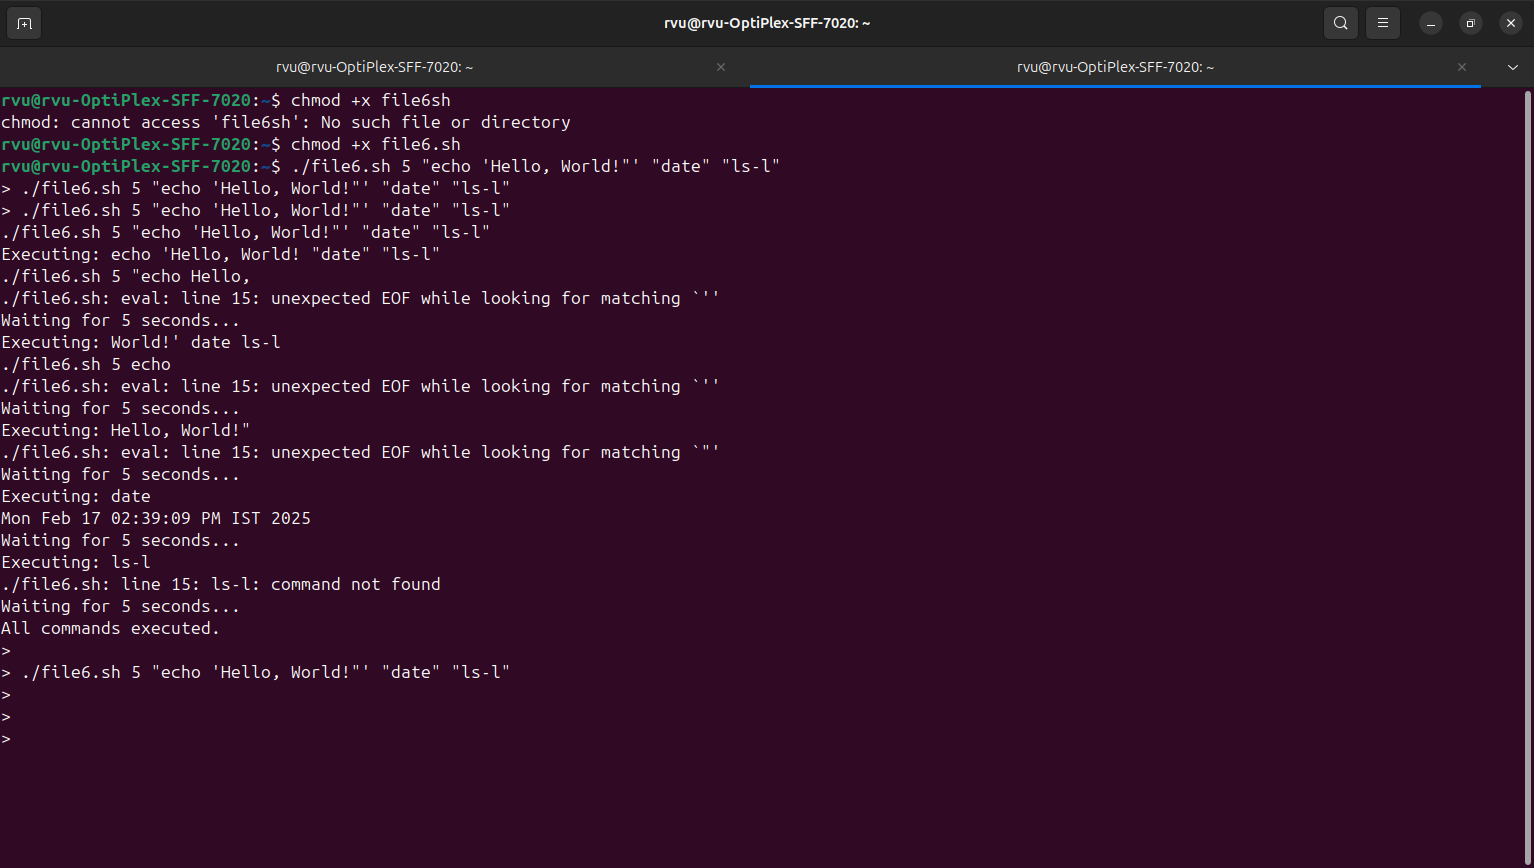 rvu@rvu-OptiPlex-SFF-7020: ~
rvu@rvu-OptiPlex-SFF-7020: ~
rvu@rvu-OptiPlex-SFF-7020: ~
rvu@rvu-OptiPlex-SFF-7020:~$ chmod +x file6sh
chmod: cannot access 'file6sh': No such file or directory
rvu@rvu-OptiPlex-SFF-7020:~$ chmod +x file6.sh
rvu@rvu-OptiPlex-SFF-7020:~$ ./file6.sh 5 "echo 'Hello, World!"' "date" "ls-l"
> ./file6.sh 5 "echo 'Hello, World!"' "date" "ls-l"
> ./file6.sh 5 "echo 'Hello, World!"' "date" "ls-l"
./file6.sh 5 "echo 'Hello, World!"' "date" "ls-l"
Executing: echo 'Hello, World! "date" "ls-l"
./file6.sh 5 "echo Hello,
./file6.sh: eval: line 15: unexpected EOF while looking for matching `''
Waiting for 5 seconds...
Executing: World!' date ls-l
./file6.sh 5 echo
./file6.sh: eval: line 15: unexpected EOF while looking for matching `''
Waiting for 5 seconds...
Executing: Hello, World!"
./file6.sh: eval: line 15: unexpected EOF while looking for matching `"'
Waiting for 5 seconds...
Executing: date
Mon Feb 17 02:39:09 PM IST 2025
Waiting for 5 seconds...
Executing: ls-l
./file6.sh: line 15: ls-l: command not found
Waiting for 5 seconds...
All commands executed.
>
> ./file6.sh 5 "echo 'Hello, World!"' "date" "ls-l"
>
>
>